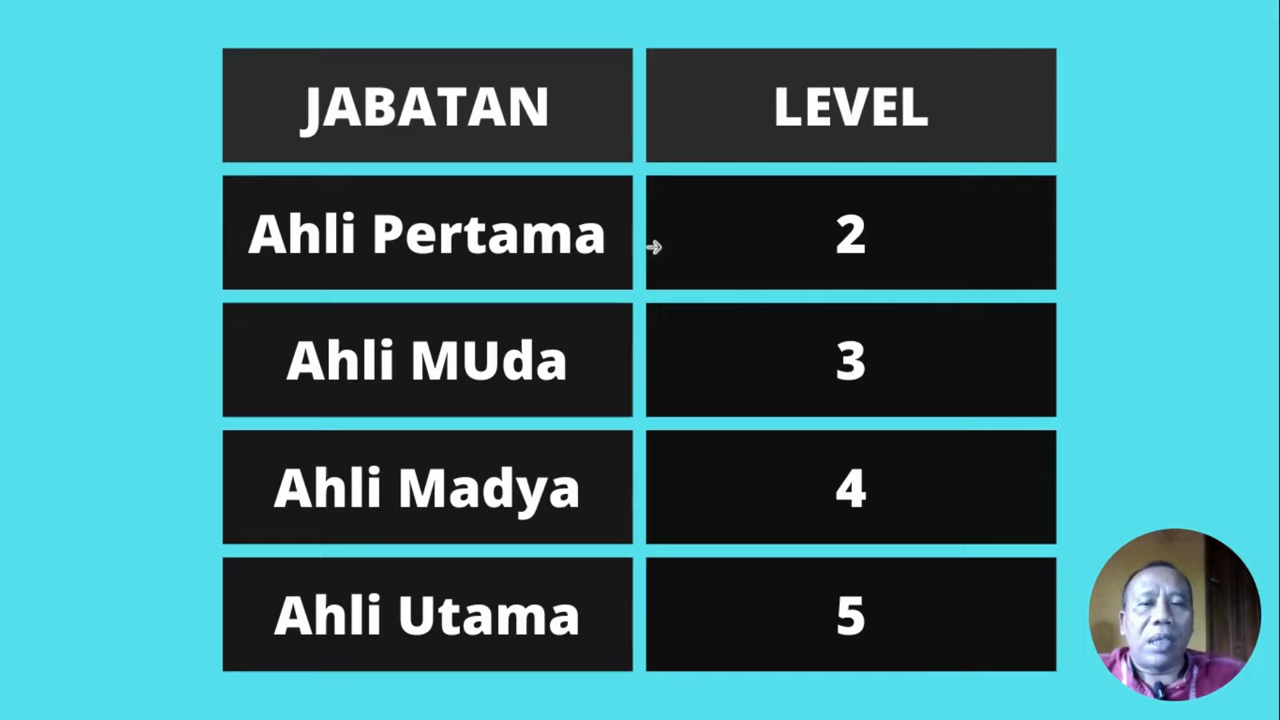 JABATAN LEVEL
Ahli Pertama 2
Ahli MUda 3
Ahli Madya 4
Ahli Utama 5